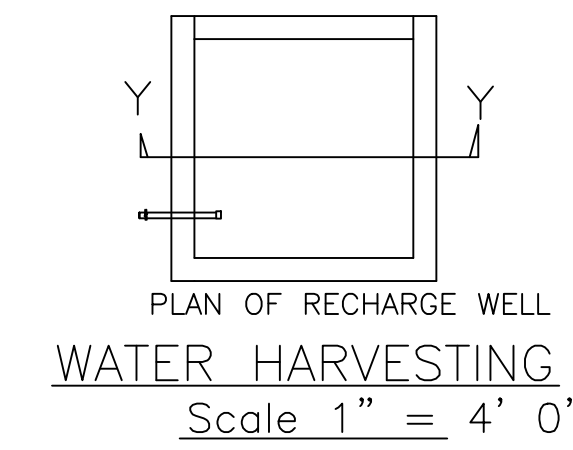 Y Y
PLAN OF RECHARGE WELL
WATER HARVESTING
Scale 1” = 4’ 0’